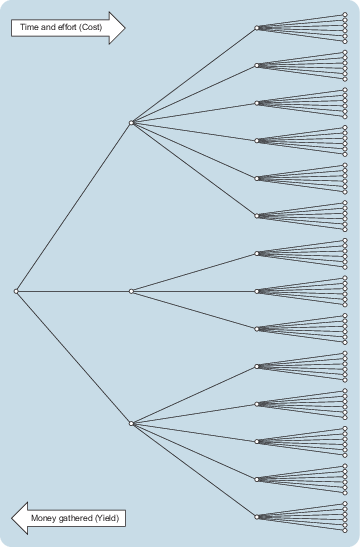 Time and effort (Cost)
Money gathered (Yield)